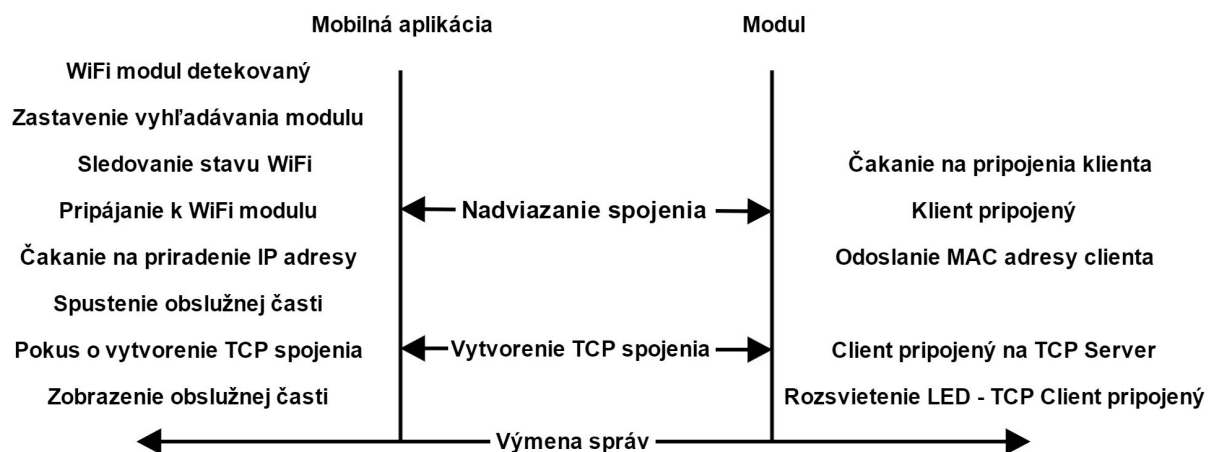 Mobilná aplikácia
Modul
WiFi modul detekovaný
Zastavenie vyhľadávania modulu
Sledovanie stavu WiFi
Čakanie na pripojenia klienta
Pripájanie k WiFi modulu
Nadviazanie spojenia
Klient pripojený
Čakanie na priradenie IP adresy
Odoslanie MAC adresy clienta
Spustenie obslužnej časti
Pokus o vytvorenie TCP spojenia
Vytvorenie TCP spojenia
Client pripojený na TCP Server
Zobrazenie obslužnej časti
Rozsvietenie LED - TCP Client pripojený
Výmena správ